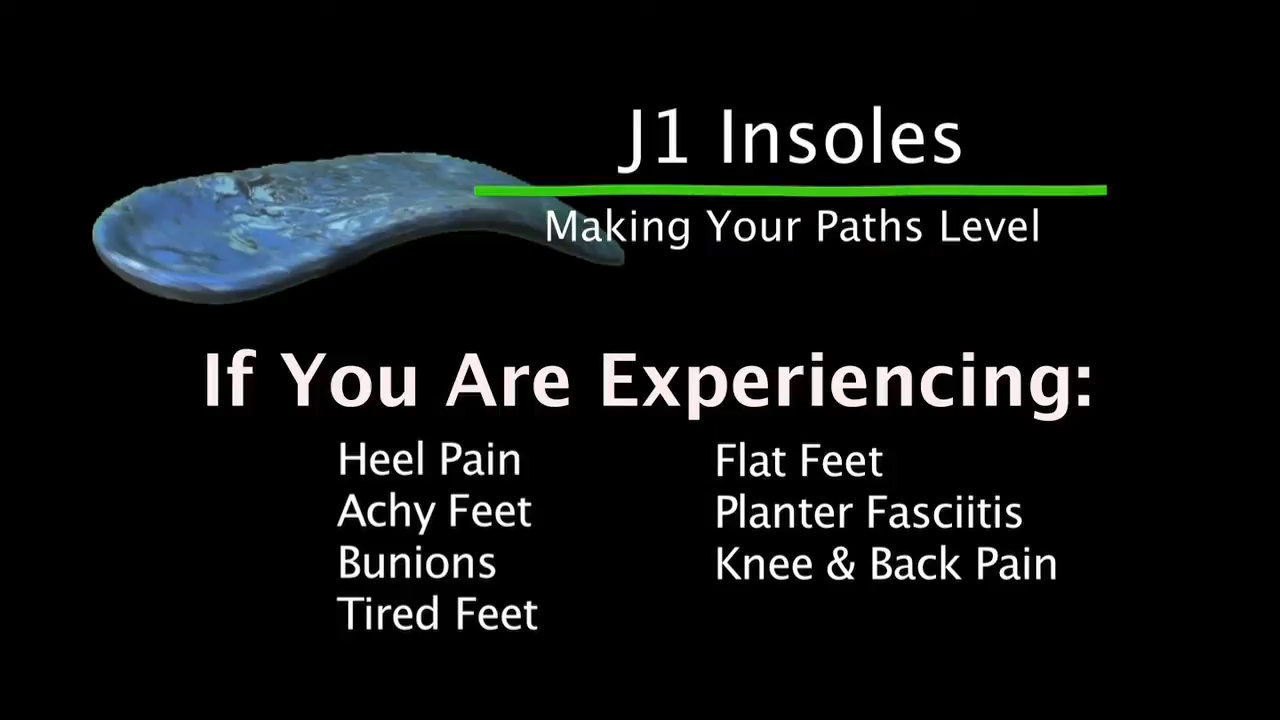 J1 Insoles
Making Your Paths Level
If You Are Experiencing:
Heel Pain
Achy Feet
Bunions
Tired Feet
Flat Feet
Planter Fasciitis
Knee & Back Pain